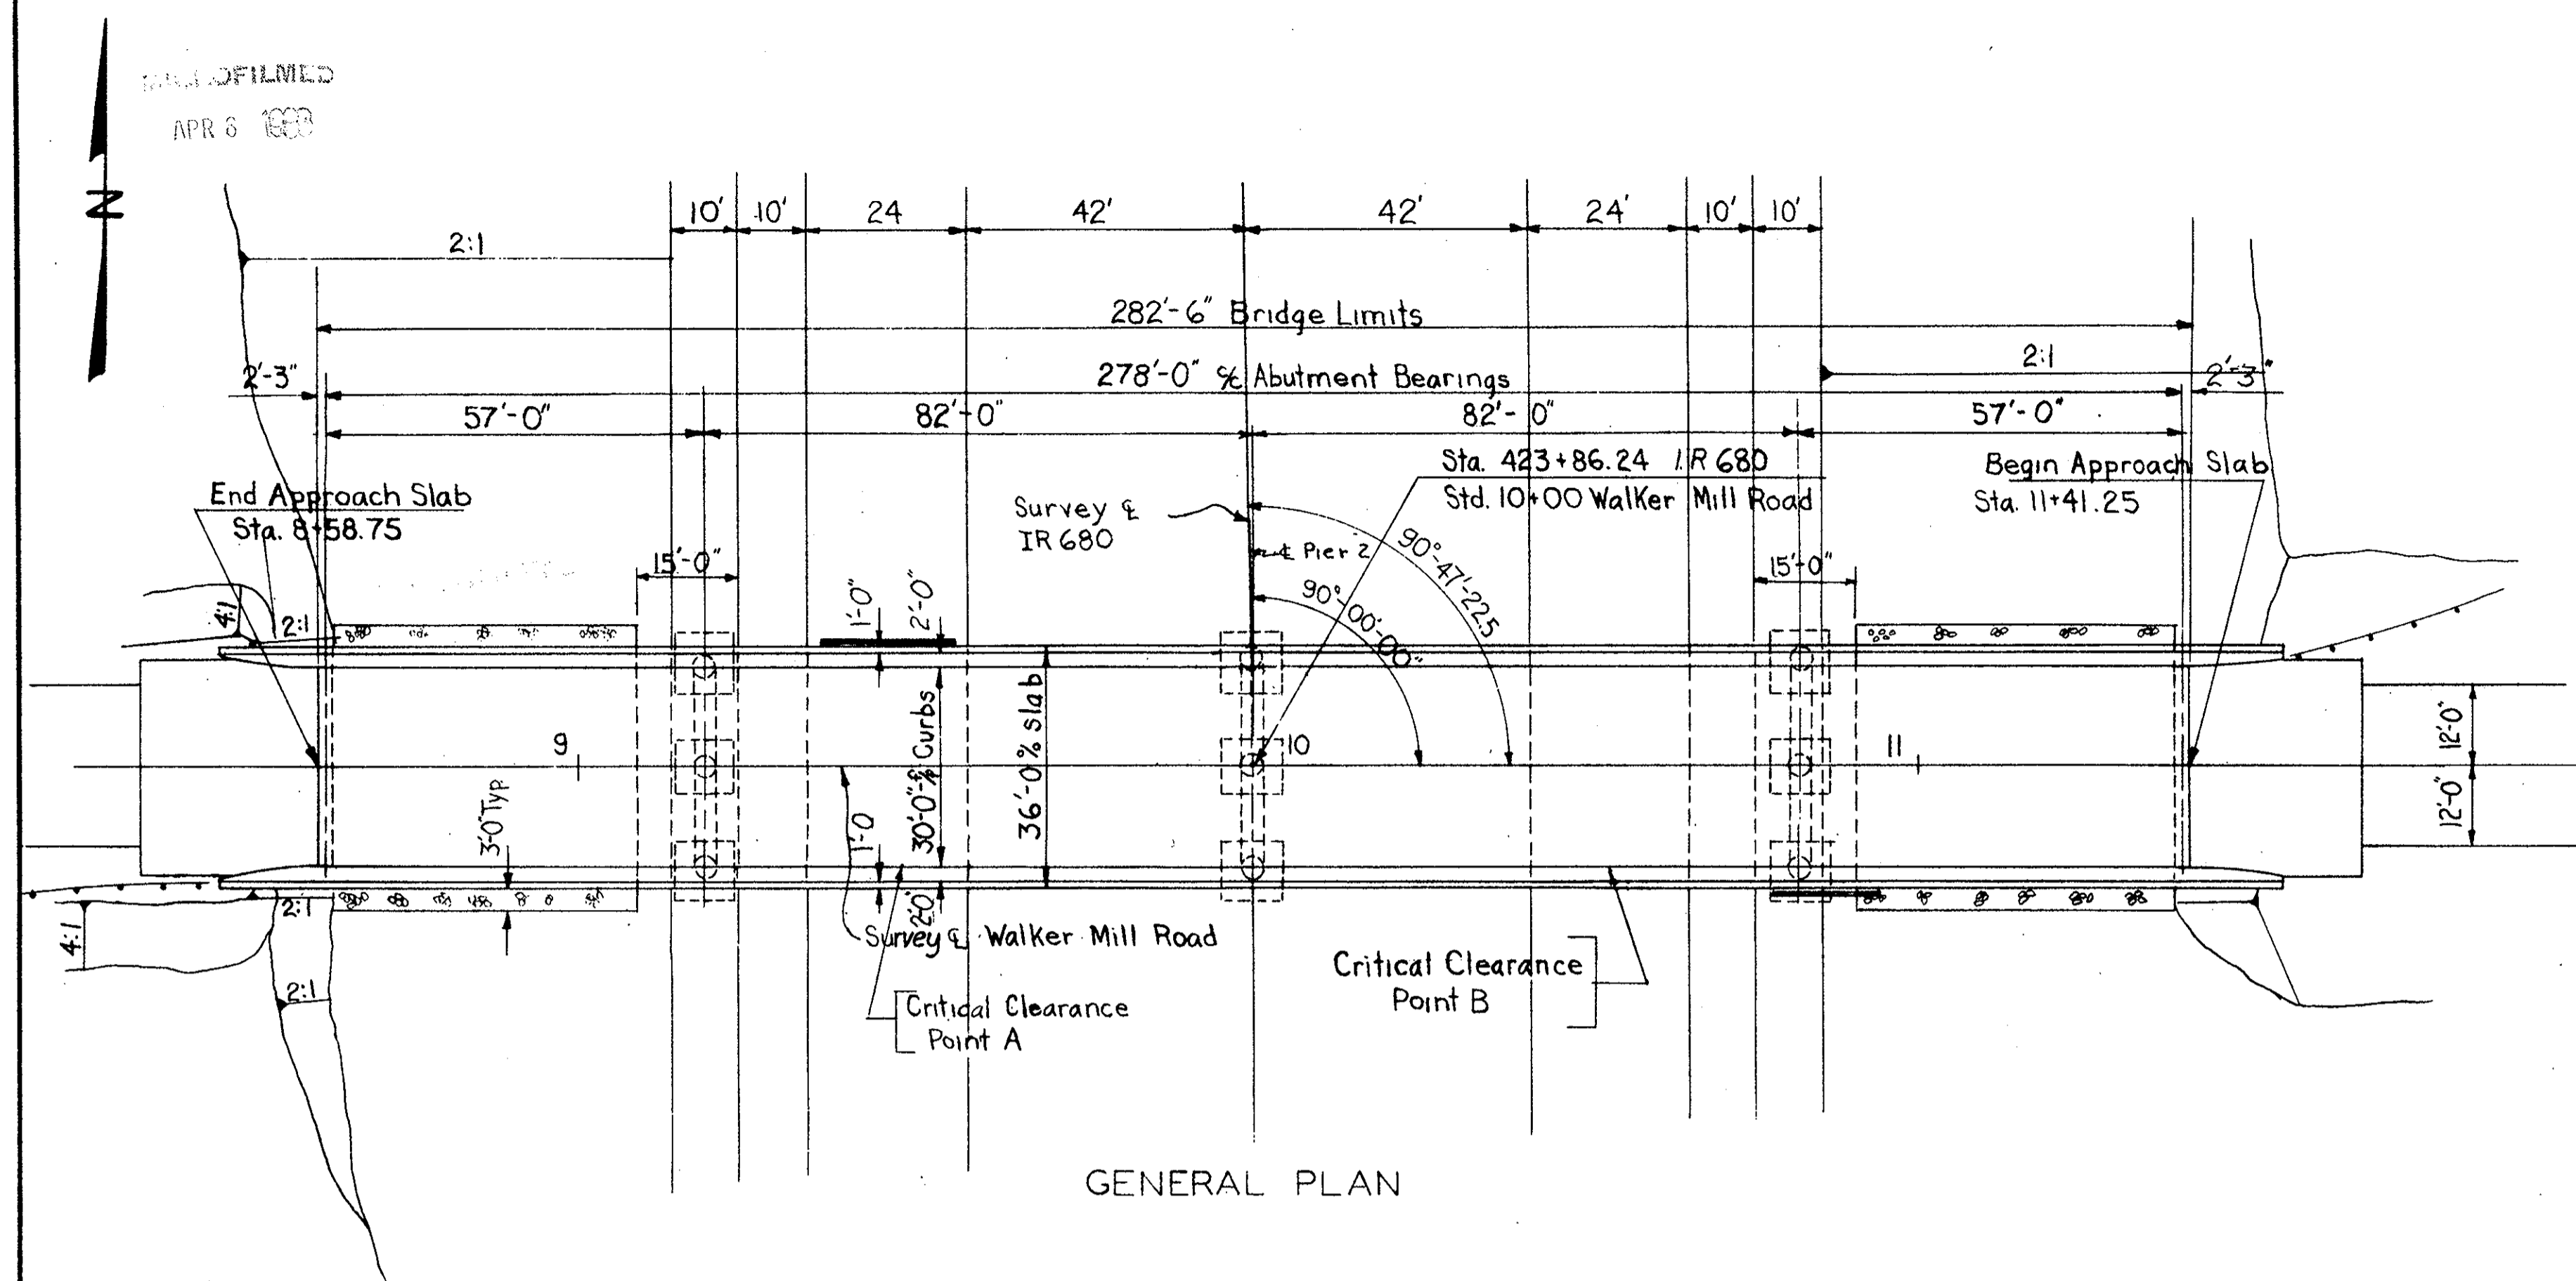 OFILMED
APR 8
N
10' 10' 24 42' 42' 24' 10' 10'
2:1
282'-6" Bridge Limits
2:1
2'-3" 278'-0" c/c Abutment Bearings 2'-3"
57'-0" 82'-0" 82'-0" 57'-0"
Sta. 423+86.24 I.R 680
Std. 10+00 Walker Mill Road
Begin Approach Slab
Sta. 11+41.25
End Approach Slab
Sta. 8+58.75
Survey ℄
IR 680
℄ Pier 2
90°-47'-22.5
90°-00'-00"
15'-0" 15'-0"
1'-0" 2'-0"
4:1 2:1
9 10 11
30'-0" Curbs
36'-0% slab
12'-0"
12'-0"
3'-0" Typ
1'-0
2'-0"
2:1
4:1
2:1
Survey ℄ Walker Mill Road
Critical Clearance
Point A
Critical Clearance
Point B
GENERAL PLAN